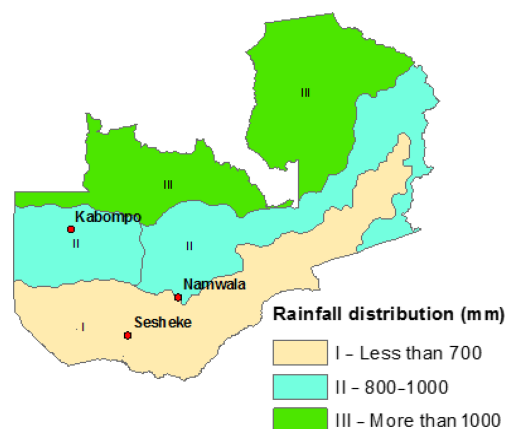 III
III
Kabompo
II
II
Namwala
Sesheke
I
Rainfall distribution (mm)
I – Less than 700
II – 800–1000
III – More than 1000